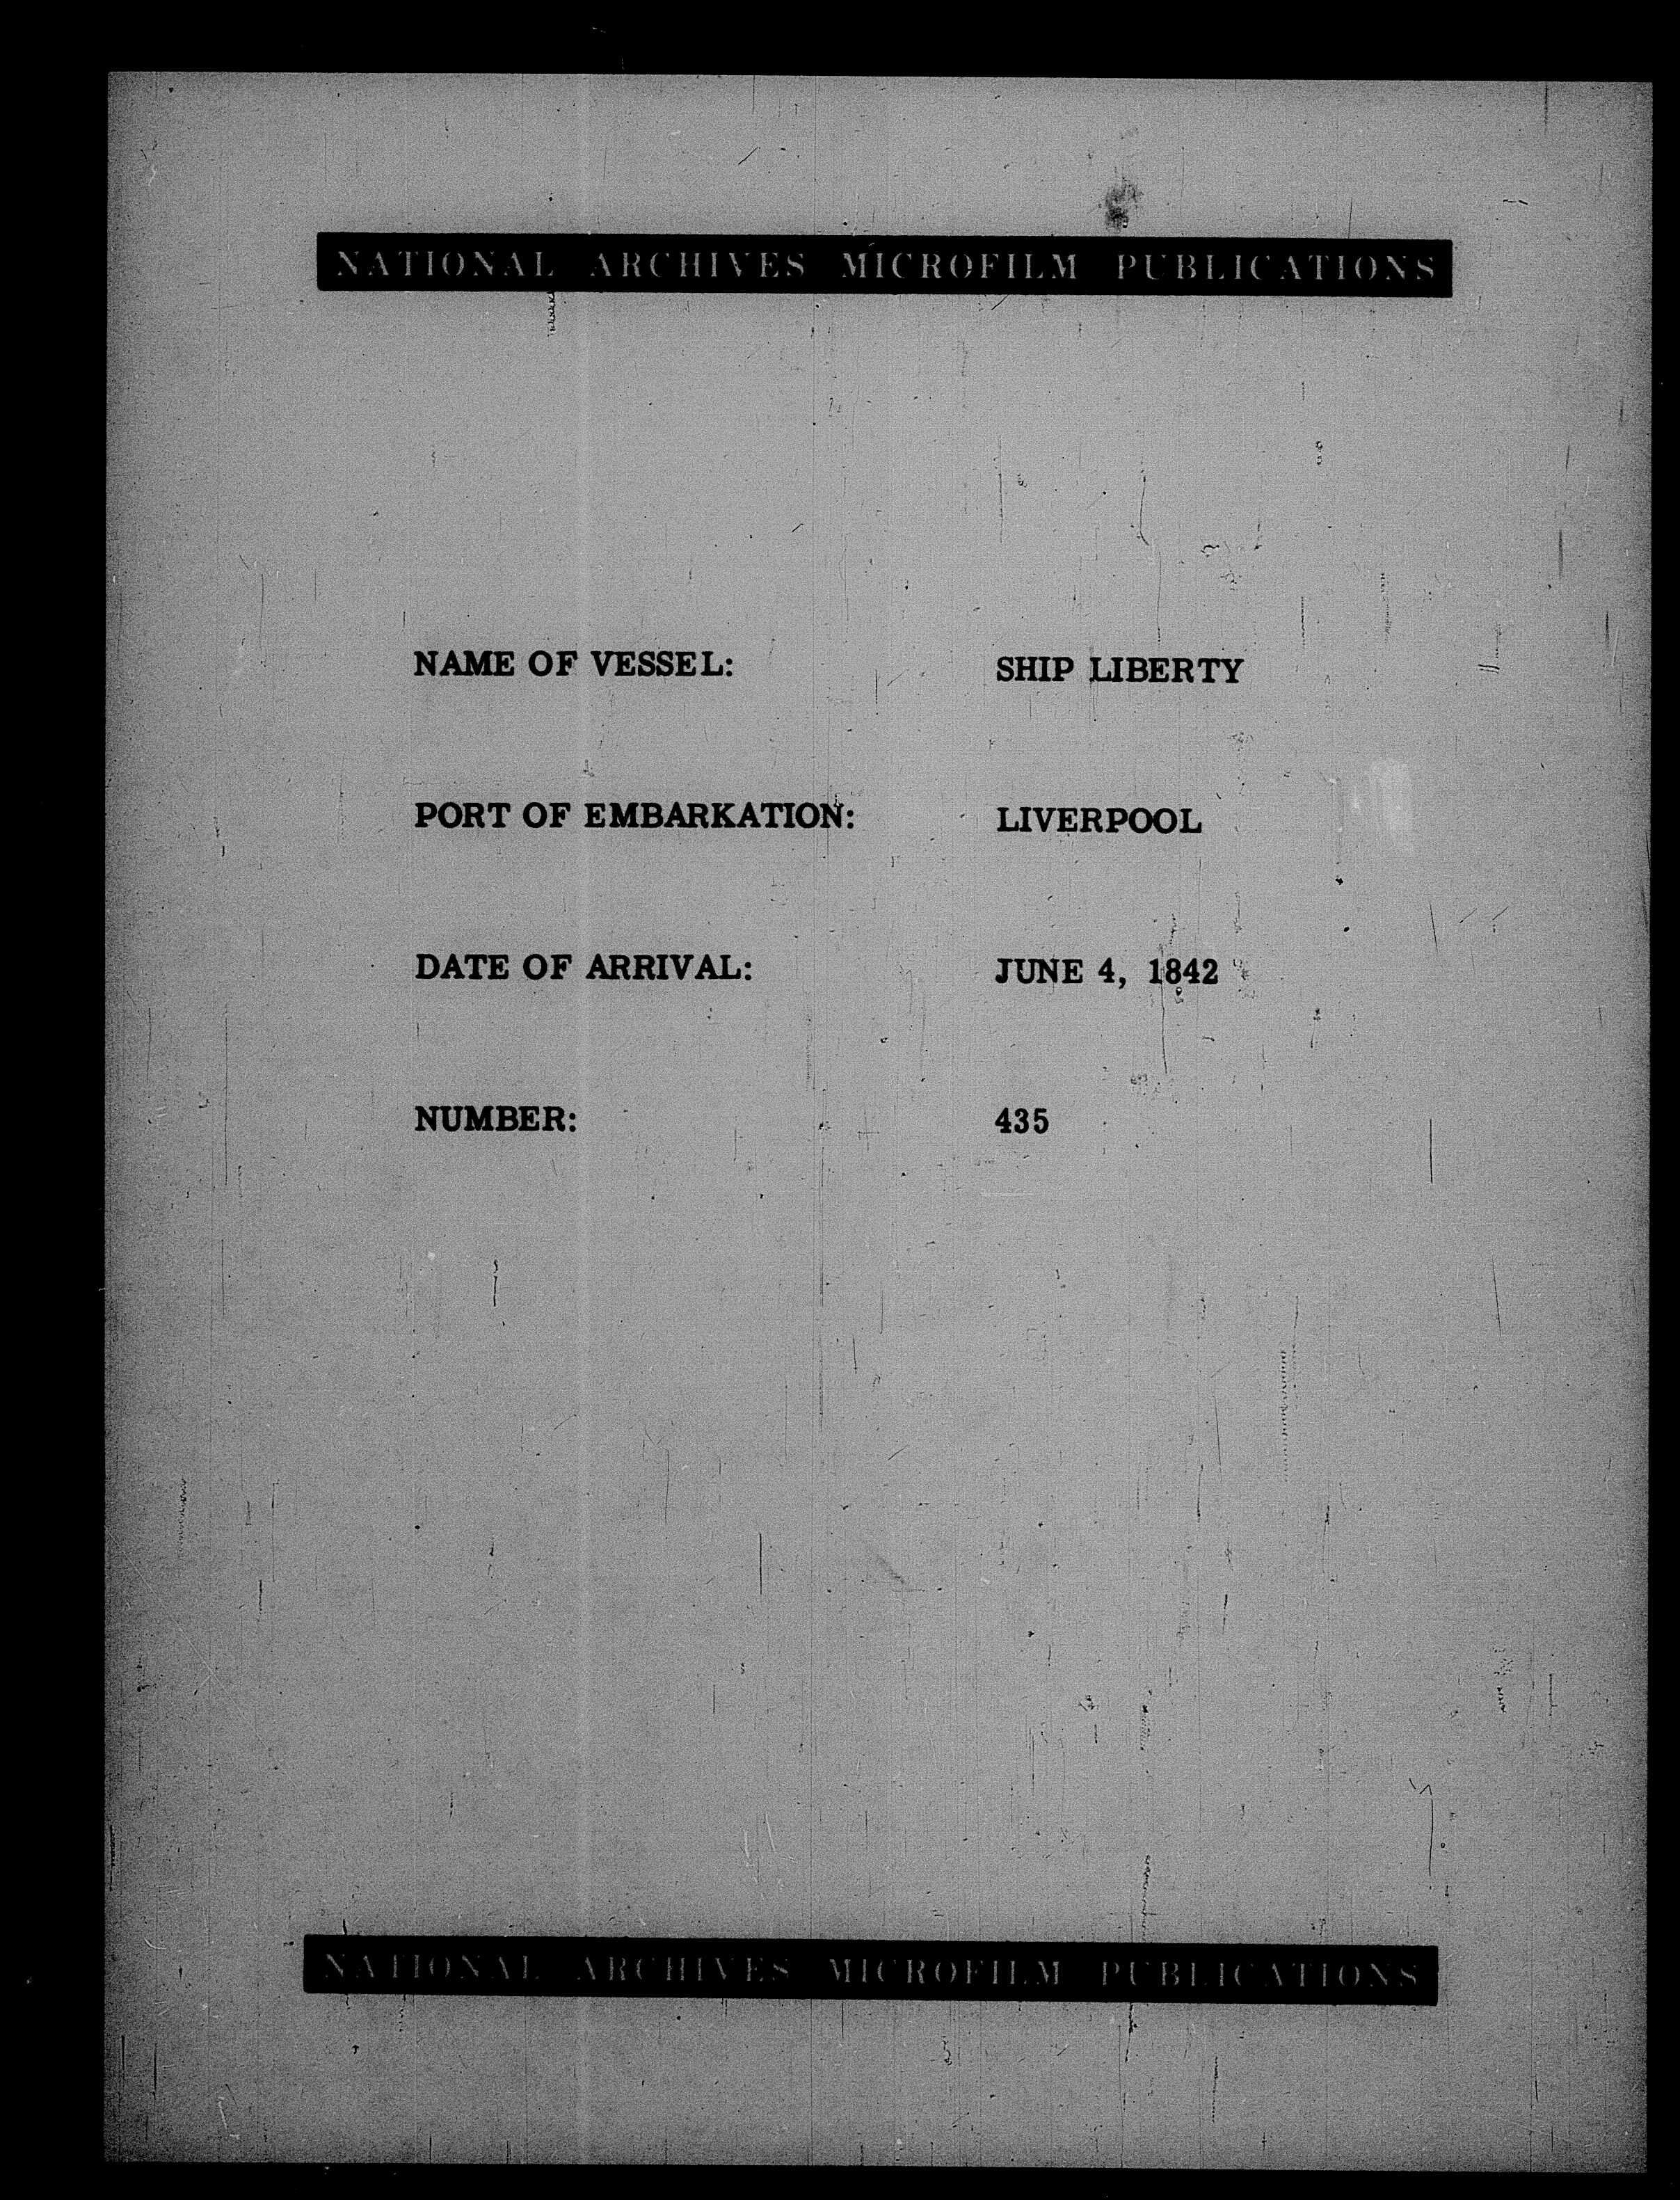 NATIONAL ARCHIVES MICROFILM PUBLICATIONS
NAME OF VESSEL: SHIP LIBERTY
PORT OF EMBARKATION: LIVERPOOL
DATE OF ARRIVAL: JUNE 4, 1842
NUMBER: 435
NATIONAL ARCHIVES MICROFILM PUBLICATIONS